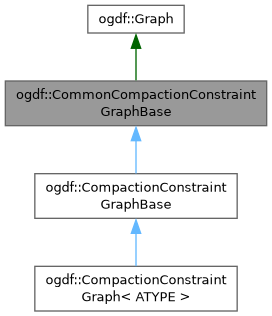 ogdf::Graph
ogdf::CommonCompactionConstraint
GraphBase
ogdf::CompactionConstraint
GraphBase
ogdf::CompactionConstraint
Graph< ATYPE >